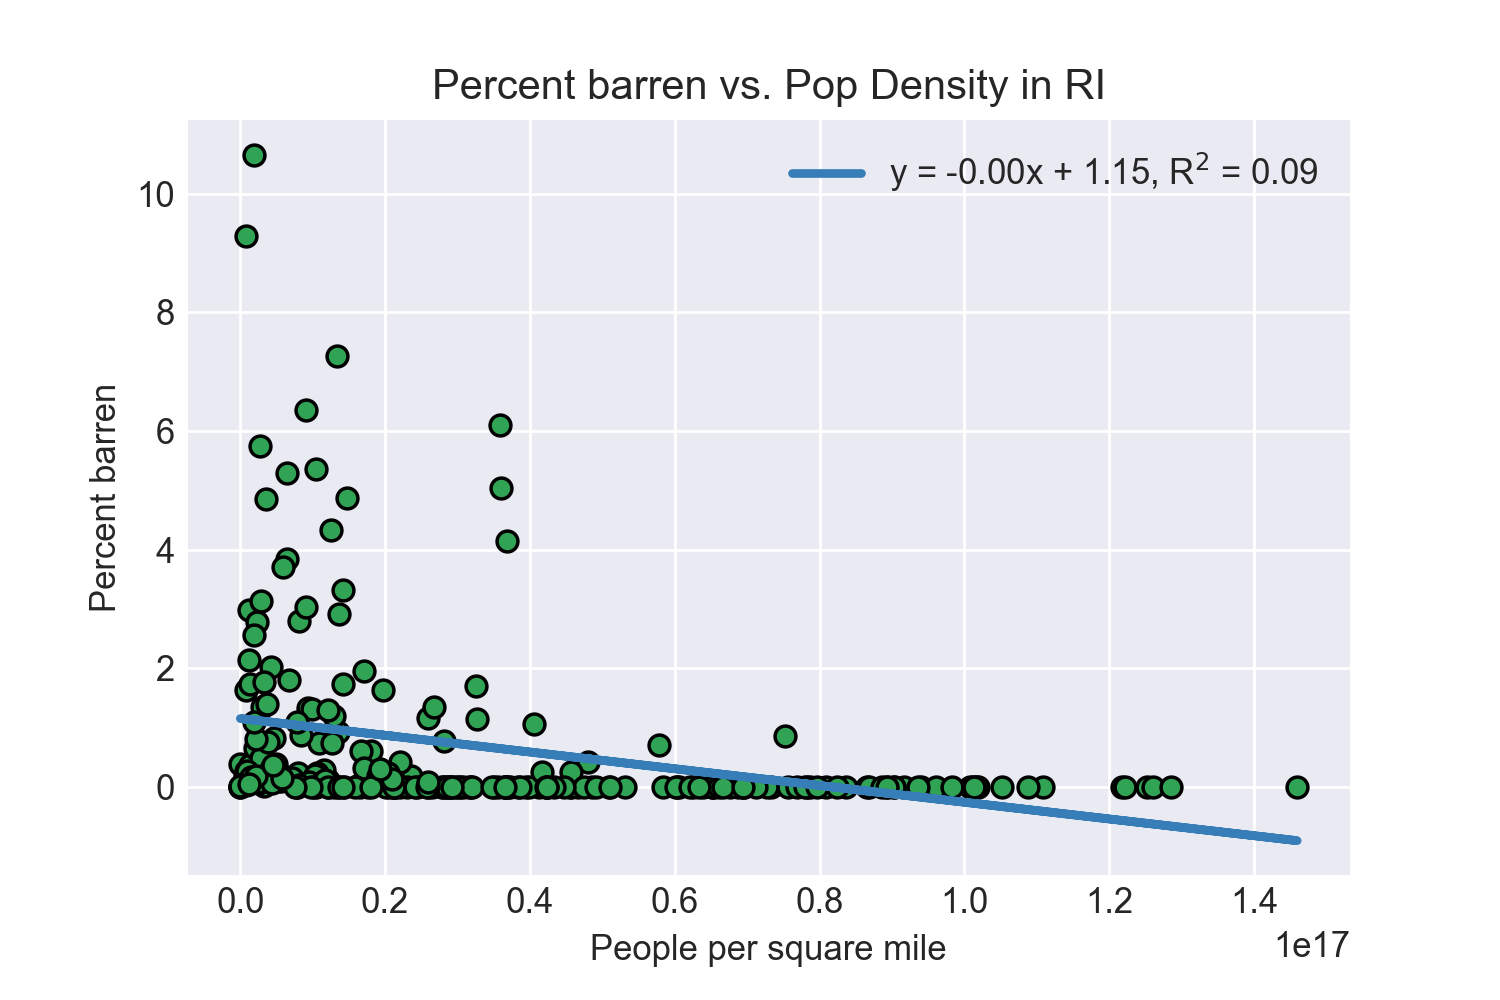 Percent barren vs. Pop Density in RI
y = -0.00x + 1.15, R² = 0.09
10
8
6
4
2
0
Percent barren
0.0 0.2 0.4 0.6 0.8 1.0 1.2 1.4
1e17
People per square mile